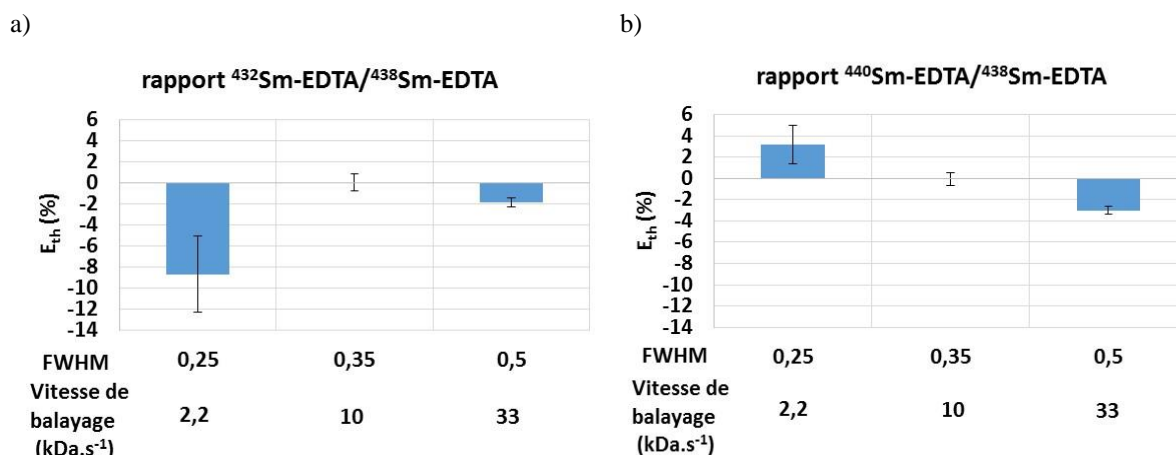 a)
rapport ⁴³²Sm-EDTA/⁴³⁸Sm-EDTA
6
4
2
0
-2
-4
-6
-8
-10
-12
-14
E_th (%)
FWHM 0,25 0,35 0,5
Vitesse de
balayage 2,2 10 33
(kDa.s⁻¹)
b)
rapport ⁴⁴⁰Sm-EDTA/⁴³⁸Sm-EDTA
6
4
2
0
-2
-4
-6
-8
-10
-12
-14
E_th (%)
FWHM 0,25 0,35 0,5
Vitesse de
balayage 2,2 10 33
(kDa.s⁻¹)